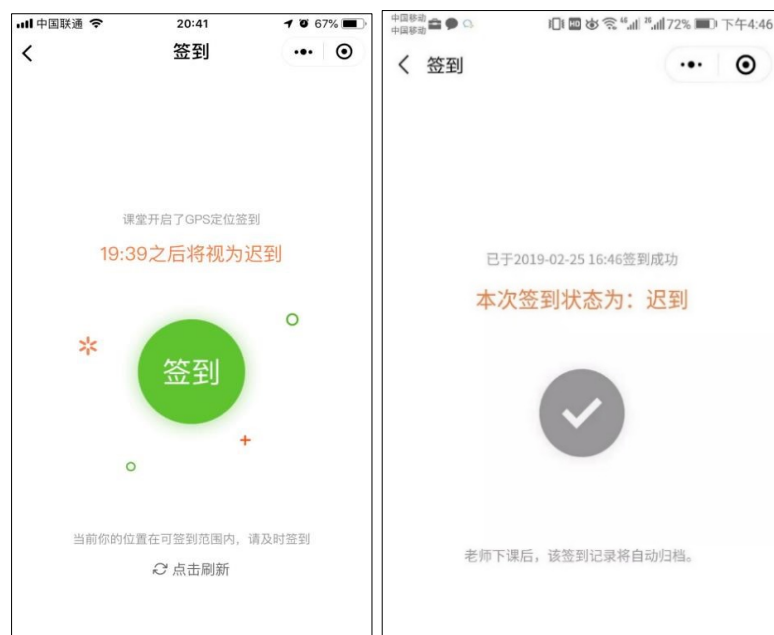 中国联通
20:41
67%
签到
课堂开启了GPS定位签到
19:39之后将视为迟到
签到
当前你的位置在可签到范围内，请及时签到
点击刷新
中国移动
中国移动
HD
46
26
72%
下午4:46
签到
已于2019-02-25 16:46签到成功
本次签到状态为：迟到
老师下课后，该签到记录将自动归档。